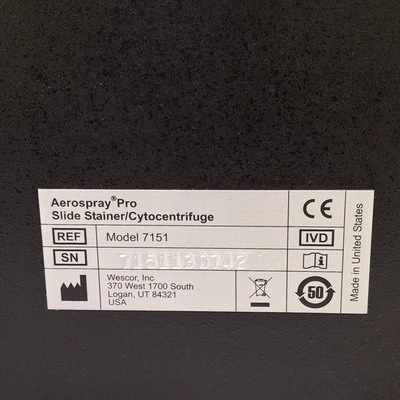 Aerospray®Pro
Slide Stainer/Cytocentrifuge
CE
REF Model 7151
IVD
SN 7151130742
Wescor, Inc
370 West 1700 South
Logan, UT 84321
USA
50
Made in United States